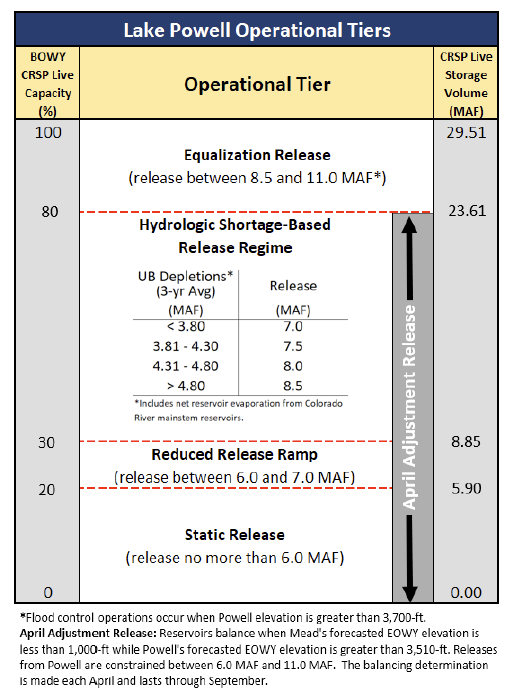 Lake Powell Operational Tiers
BOWY
CRSP Live
Capacity
(%)
Operational Tier
CRSP Live
Storage
Volume
(MAF)
100
29.51
Equalization Release
(release between 8.5 and 11.0 MAF*)
80
23.61
Hydrologic Shortage-Based
Release Regime
UB Depletions*
(3-yr Avg)
(MAF)
Release
(MAF)
< 3.80 7.0
3.81 - 4.30 7.5
4.31 - 4.80 8.0
> 4.80 8.5
*Includes net reservoir evaporation from Colorado
River mainstem reservoirs.
April Adjustment Release
30
8.85
Reduced Release Ramp
(release between 6.0 and 7.0 MAF)
20
5.90
Static Release
(release no more than 6.0 MAF)
0
0.00
*Flood control operations occur when Powell elevation is greater than 3,700-ft.
April Adjustment Release: Reservoirs balance when Mead's forecasted EOWY elevation is
less than 1,000-ft while Powell's forecasted EOWY elevation is greater than 3,510-ft. Releases
from Powell are constrained between 6.0 MAF and 11.0 MAF. The balancing determination
is made each April and lasts through September.